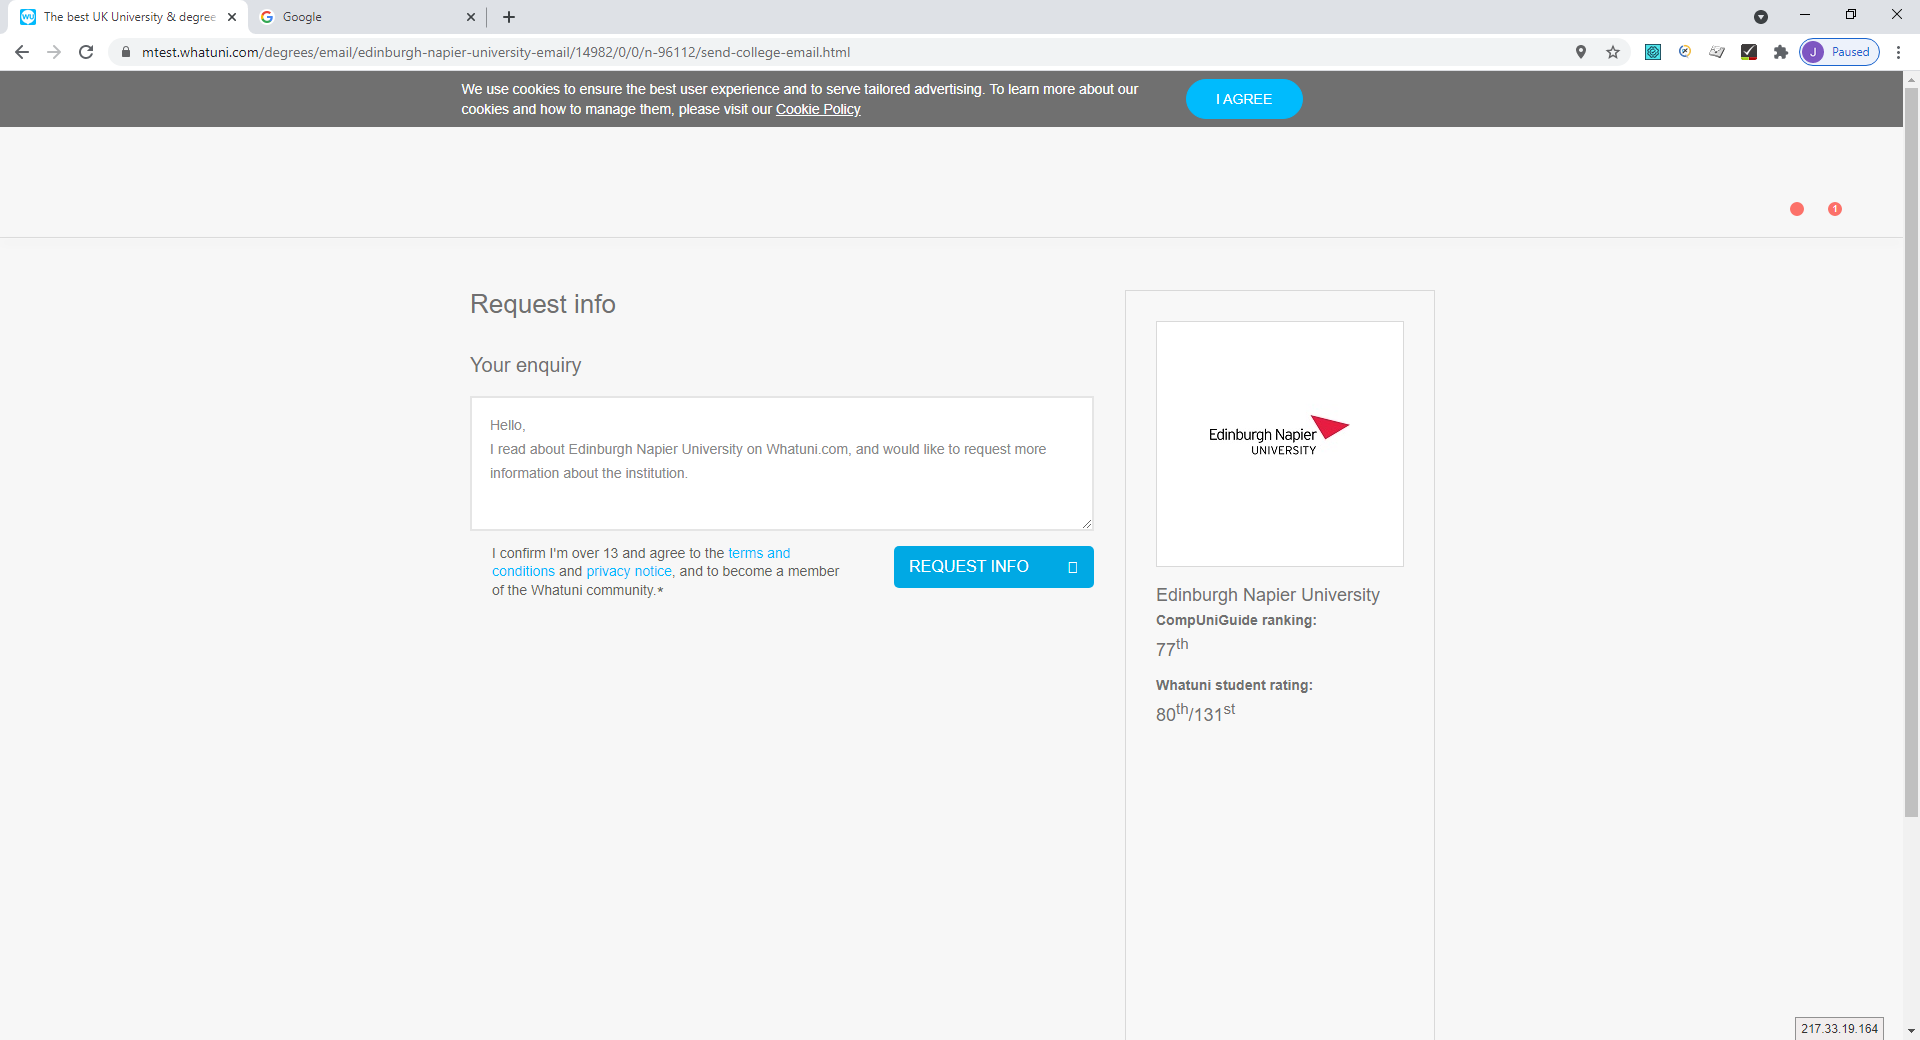 The best UK University & degree
Google
mtest.whatuni.com/degrees/email/edinburgh-napier-university-email/14982/0/0/n-96112/send-college-email.html
J Paused
We use cookies to ensure the best user experience and to serve tailored advertising. To learn more about our
cookies and how to manage them, please visit our Cookie Policy
I AGREE
1
Request info
Your enquiry
Hello,
I read about Edinburgh Napier University on Whatuni.com, and would like to request more
information about the institution.
I confirm I'm over 13 and agree to the terms and
conditions and privacy notice, and to become a member
of the Whatuni community.*
REQUEST INFO
Edinburgh Napier
UNIVERSITY
Edinburgh Napier University
CompUniGuide ranking:
77th
Whatuni student rating:
80th/131st
217.33.19.164